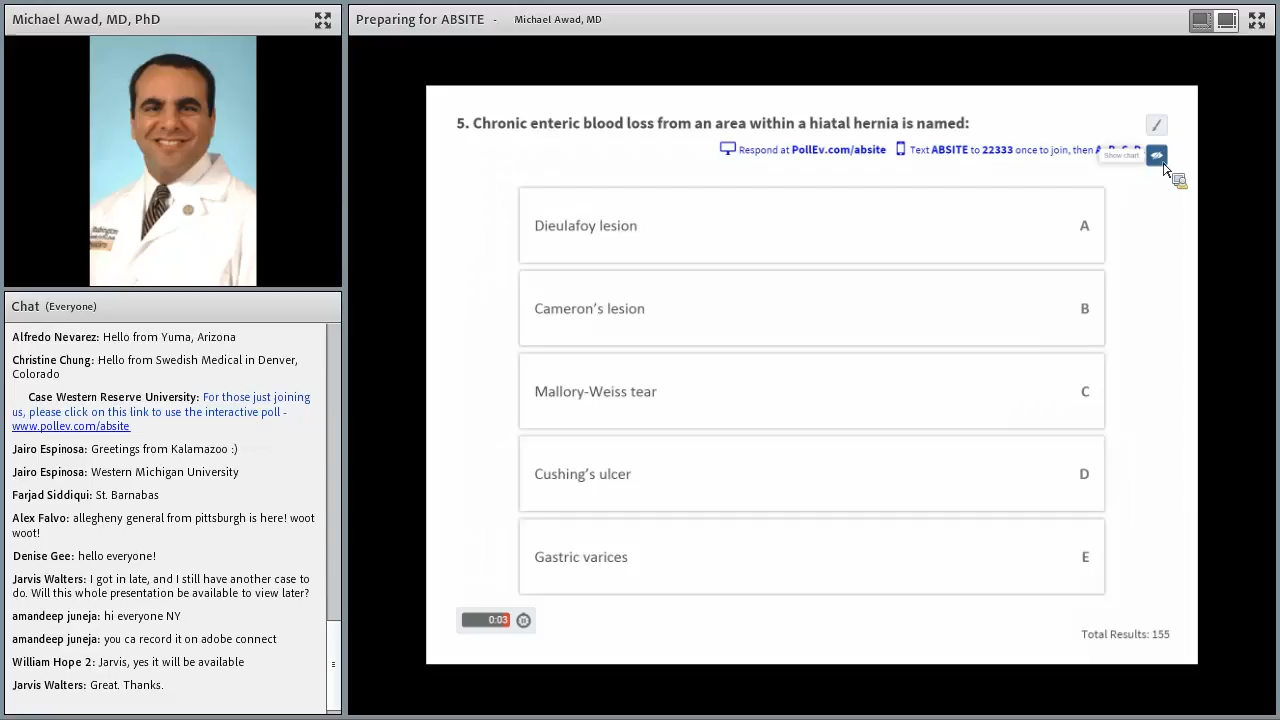 Michael Awad, MD, PhD
Chat (Everyone)
Alfredo Nevarez: Hello from Yuma, Arizona
Christine Chung: Hello from Swedish Medical in Denver,
Colorado
Case Western Reserve University: For those just joining
us, please click on this link to use the interactive poll -
www.pollev.com/absite
Jairo Espinosa: Greetings from Kalamazoo :)
Jairo Espinosa: Western Michigan University
Farjad Siddiqui: St. Barnabas
Alex Falvo: allegheny general from pittsburgh is here! woot
woot!
Denise Gee: hello everyone!
Jarvis Walters: I got in late, and I still have another case to
do. Will this whole presentation be available to view later?
amandeep juneja: hi everyone NY
amandeep juneja: you ca record it on adobe connect
William Hope 2: Jarvis, yes it will be available
Jarvis Walters: Great. Thanks.
Preparing for ABSITE - Michael Awad, MD
5. Chronic enteric blood loss from an area within a hiatal hernia is named:
Respond at PollEv.com/absite Text ABSITE to 22333 once to join, then
Show chart
Dieulafoy lesion A
Cameron's lesion B
Mallory-Weiss tear C
Cushing's ulcer D
Gastric varices E
0:03
Total Results: 155